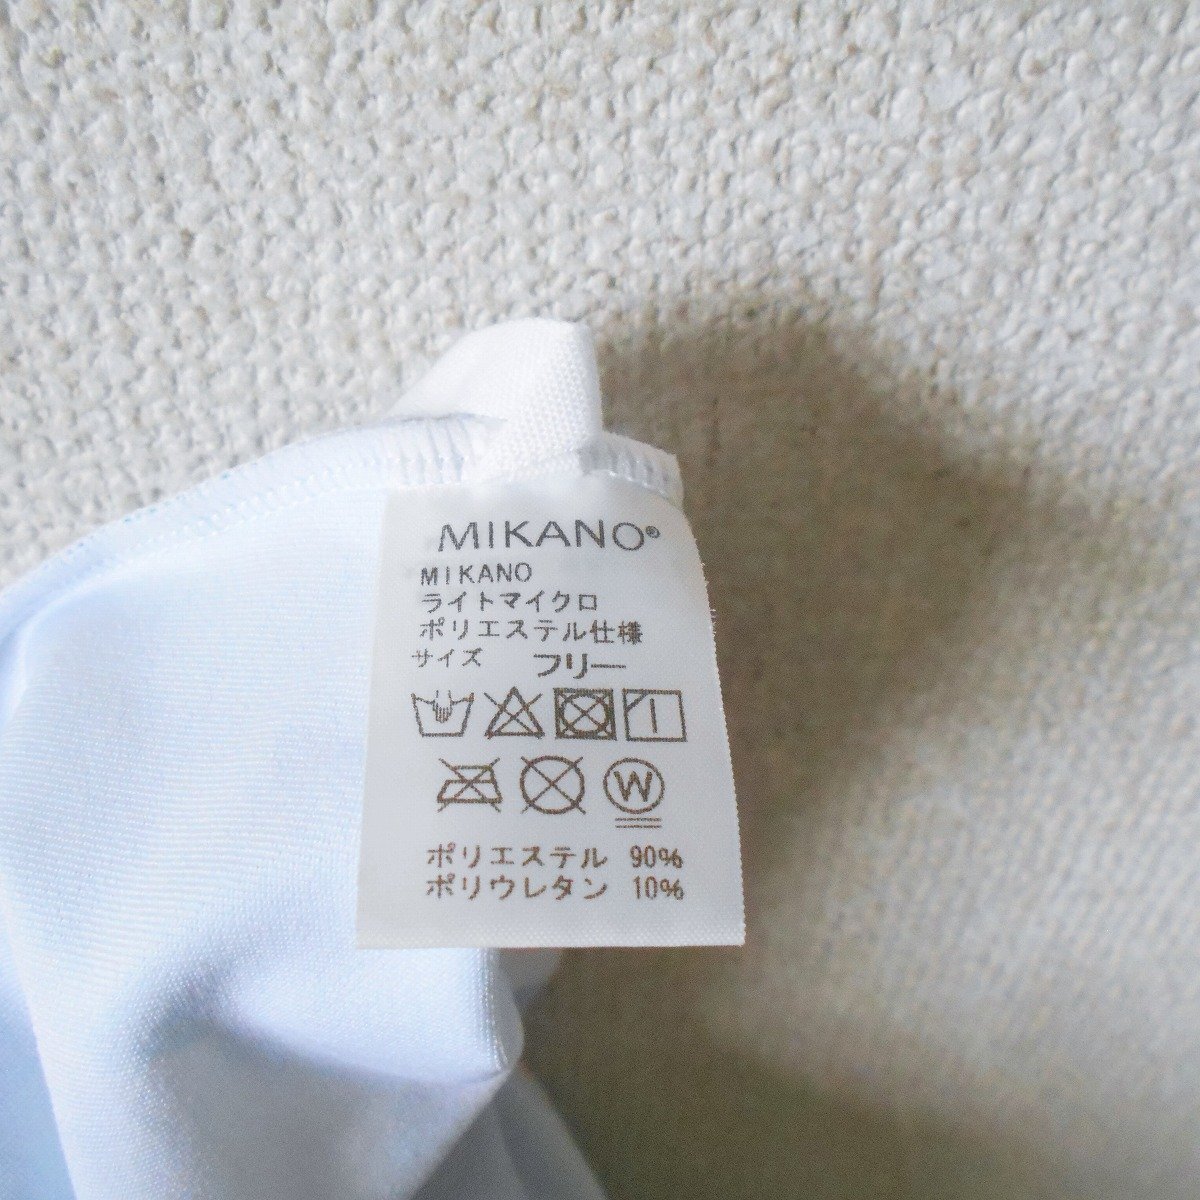 MIKANO®
MIKANO
ライトマイクロ
ポリエステル仕様
サイズ フリー
W
ポリエステル 90%
ポリウレタン 10%